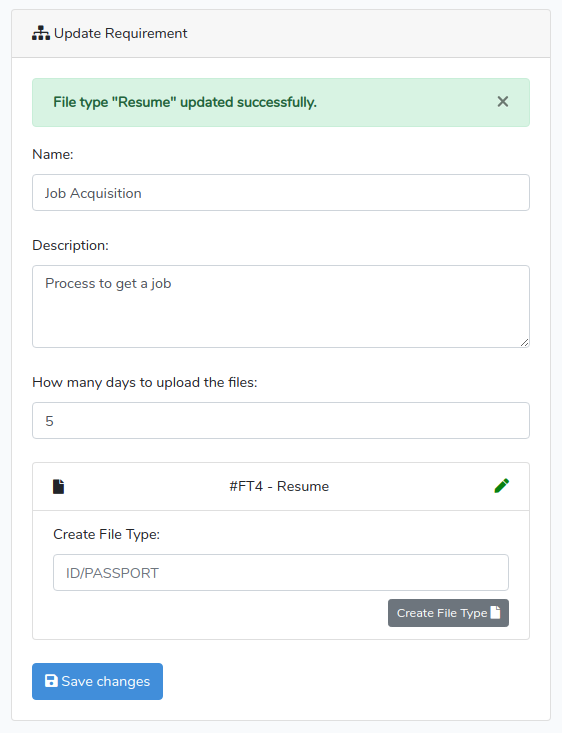 Update Requirement
File type "Resume" updated successfully.
Name:
Job Acquisition
Description:
Process to get a job
How many days to upload the files:
5
#FT4 - Resume
Create File Type:
ID/PASSPORT
Create File Type
Save changes